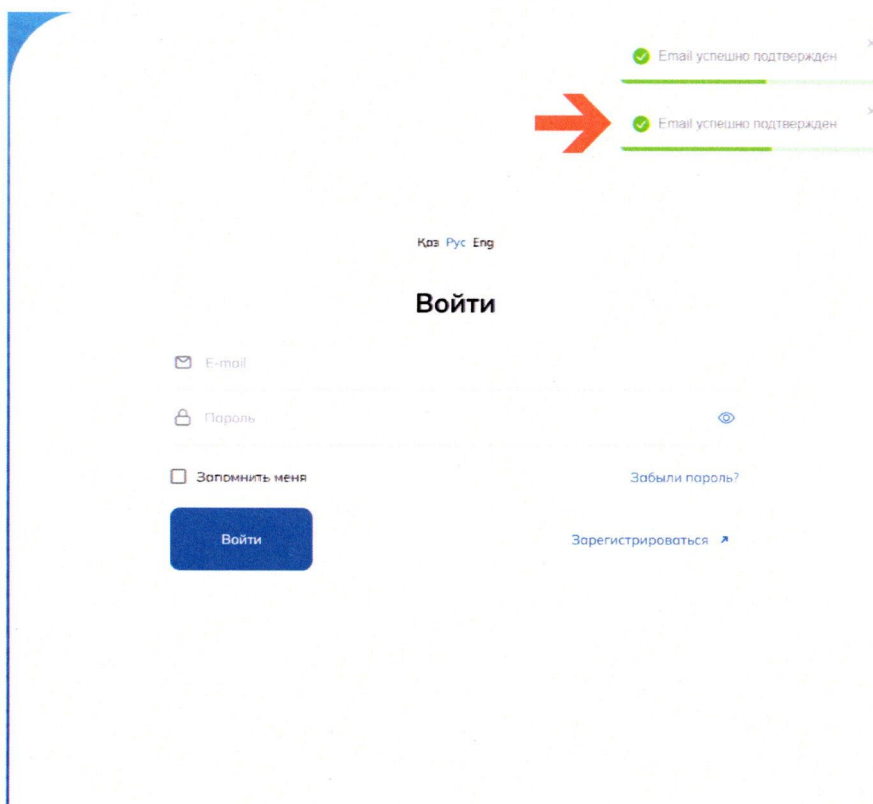 Email успешно подтвержден
Email успешно подтвержден
Қаз Рус Eng
Войти
E-mail
Пароль
Запомнить меня
Забыли пароль?
Войти
Зарегистрироваться